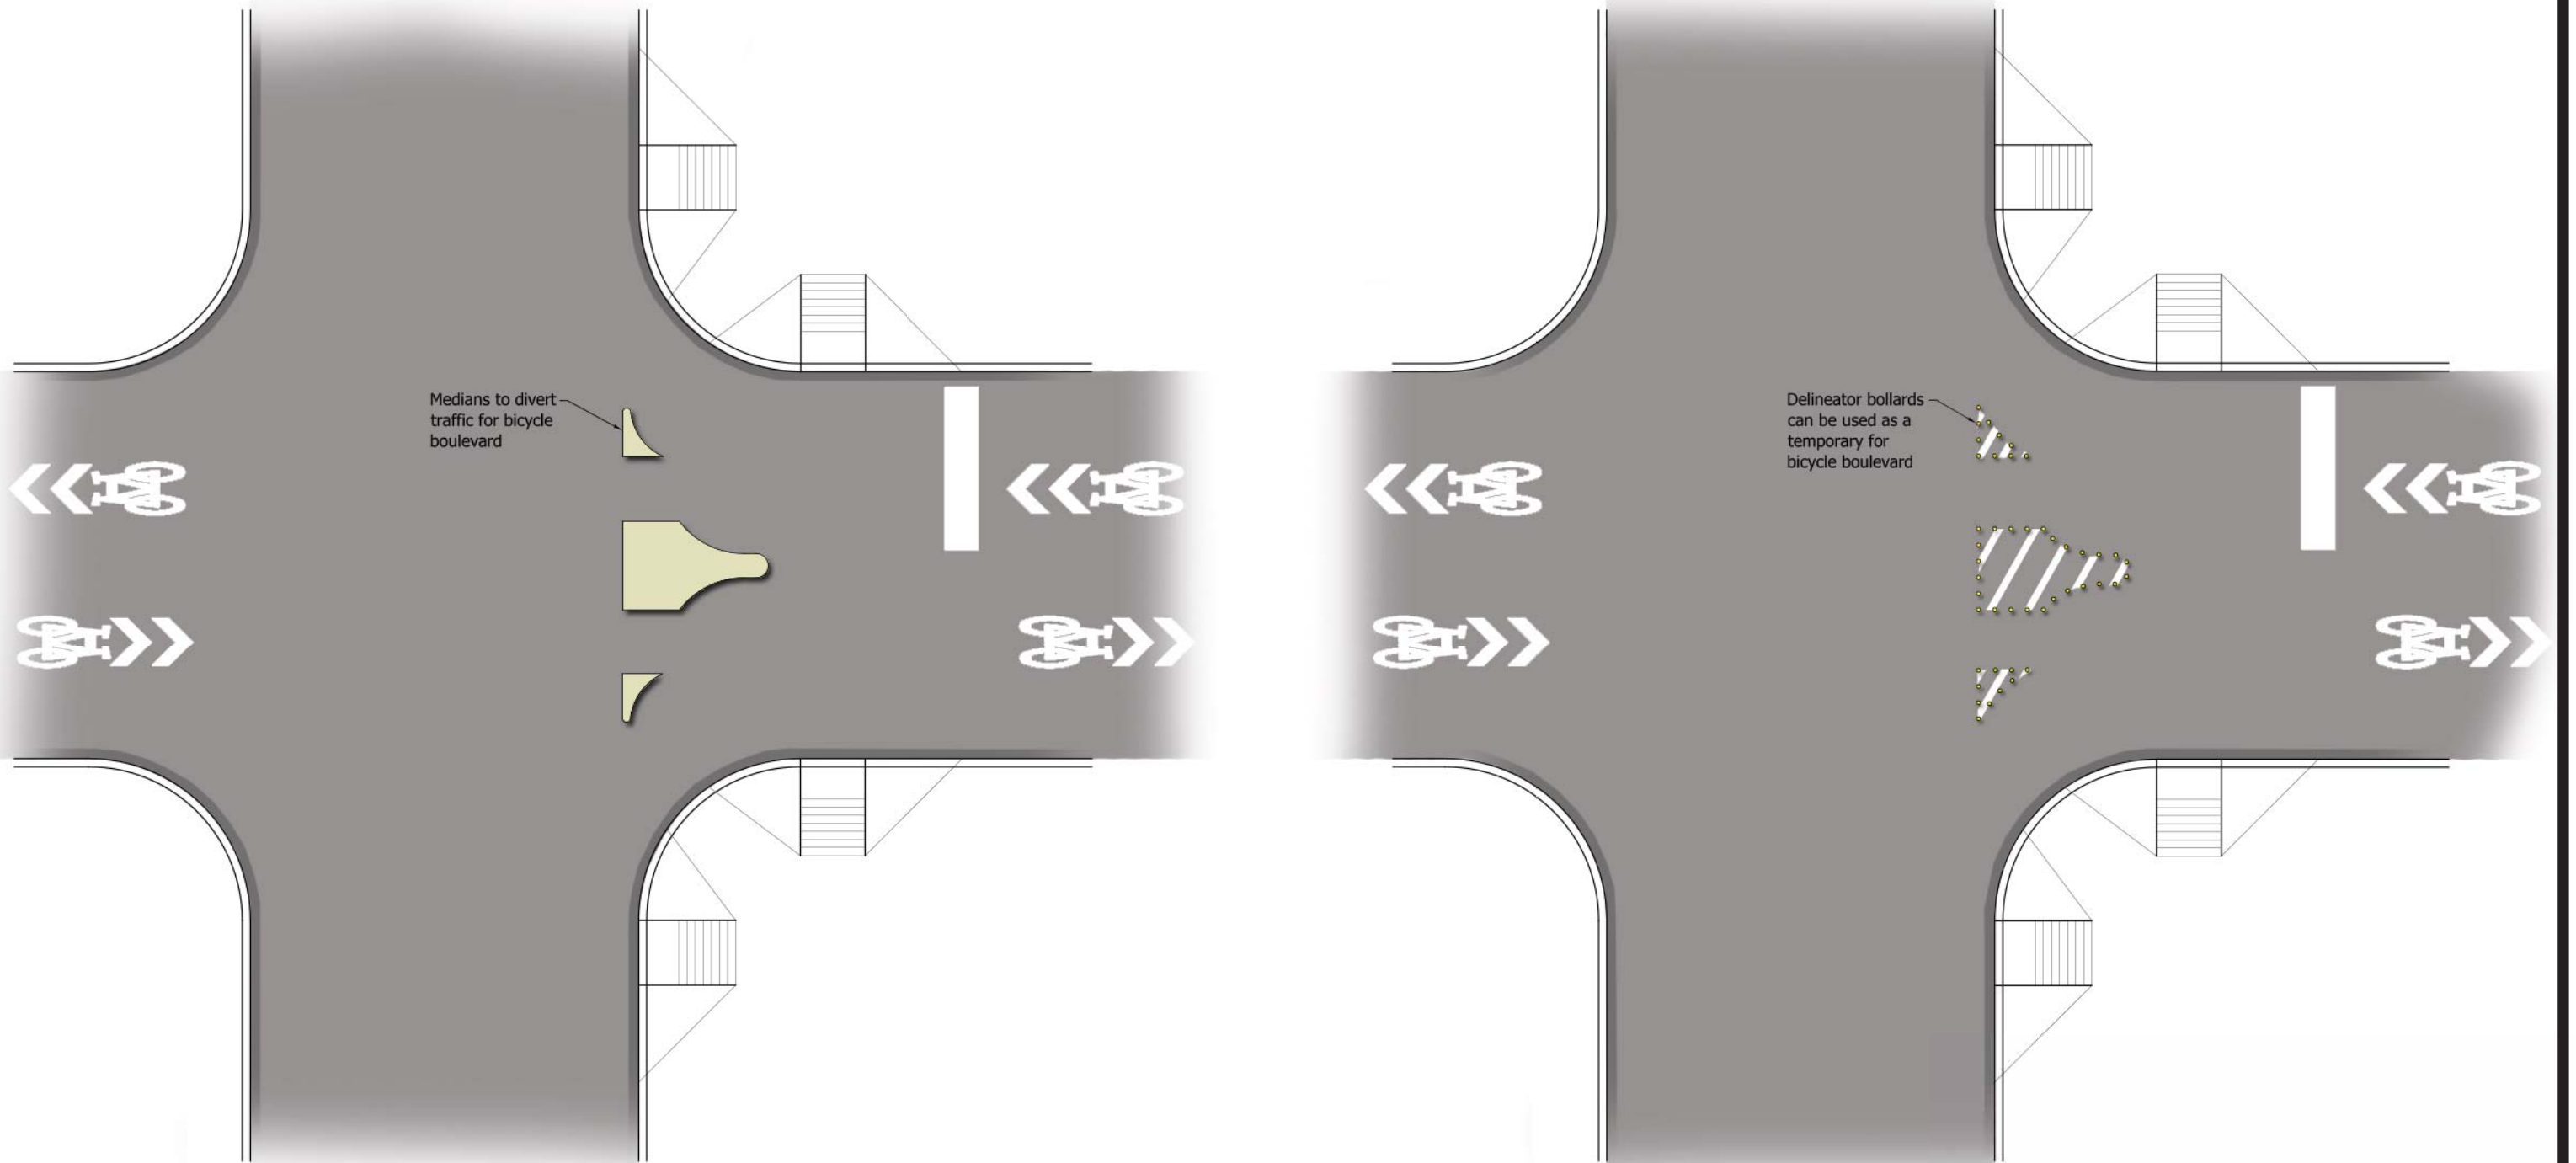 Medians to divert
traffic for bicycle
boulevard
Delineator bollards
can be used as a
temporary for
bicycle boulevard